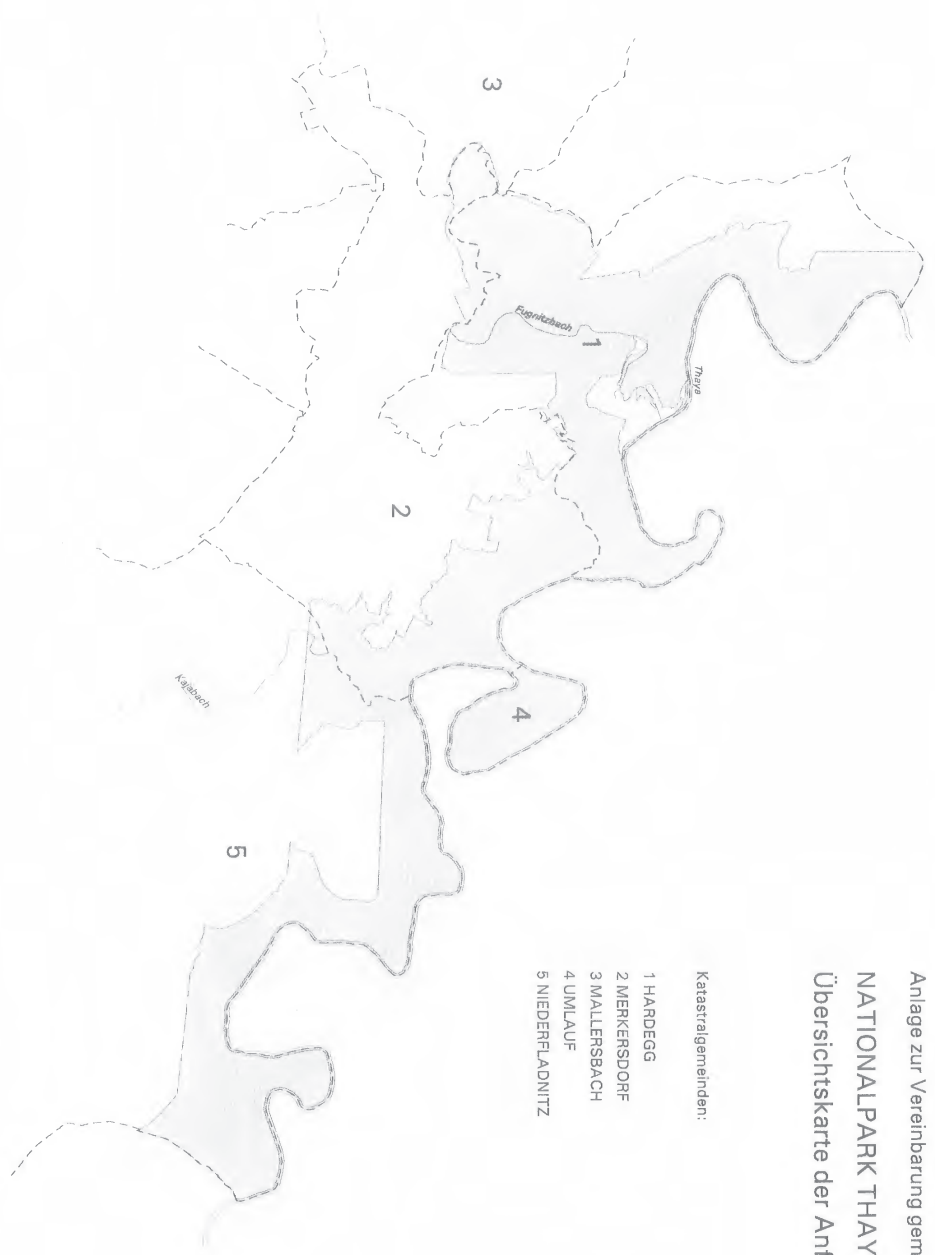 Anlage zur Vereinbarung gem
NATIONALPARK THAY
Übersichtskarte der Ant
Katastralgemeinden:
1 HARDEGG
2 MERKERSDORF
3 MALLERSBACH
4 UMLAUF
5 NIEDERFLADNITZ
3
Fugnitzbach
1
Thaya
2
4
Kajabach
5